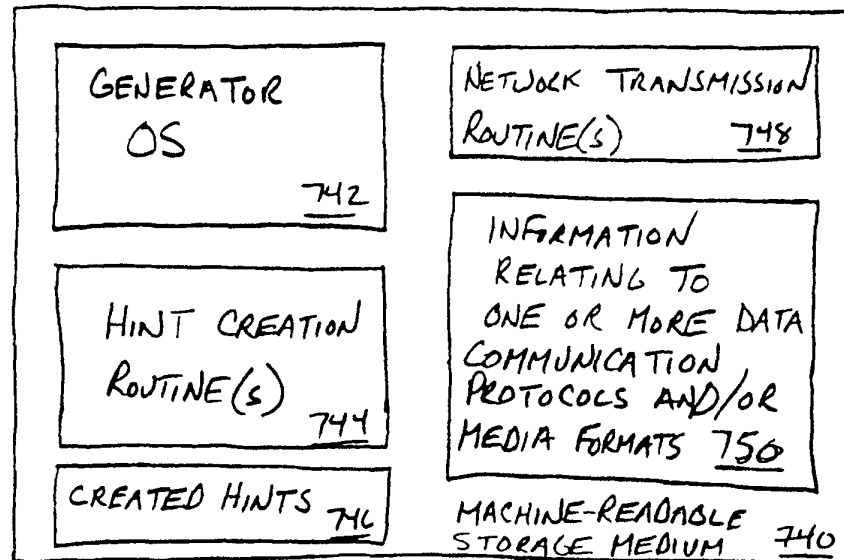 GENERATOR
OS
742
HINT CREATION
ROUTINE(S)
744
CREATED HINTS 746
NETWORK TRANSMISSION
ROUTINE(S) 748
INFORMATION
RELATING TO
ONE OR MORE DATA
COMMUNICATION
PROTOCOLS AND/OR
MEDIA FORMATS 750
MACHINE-READABLE
STORAGE MEDIUM 740